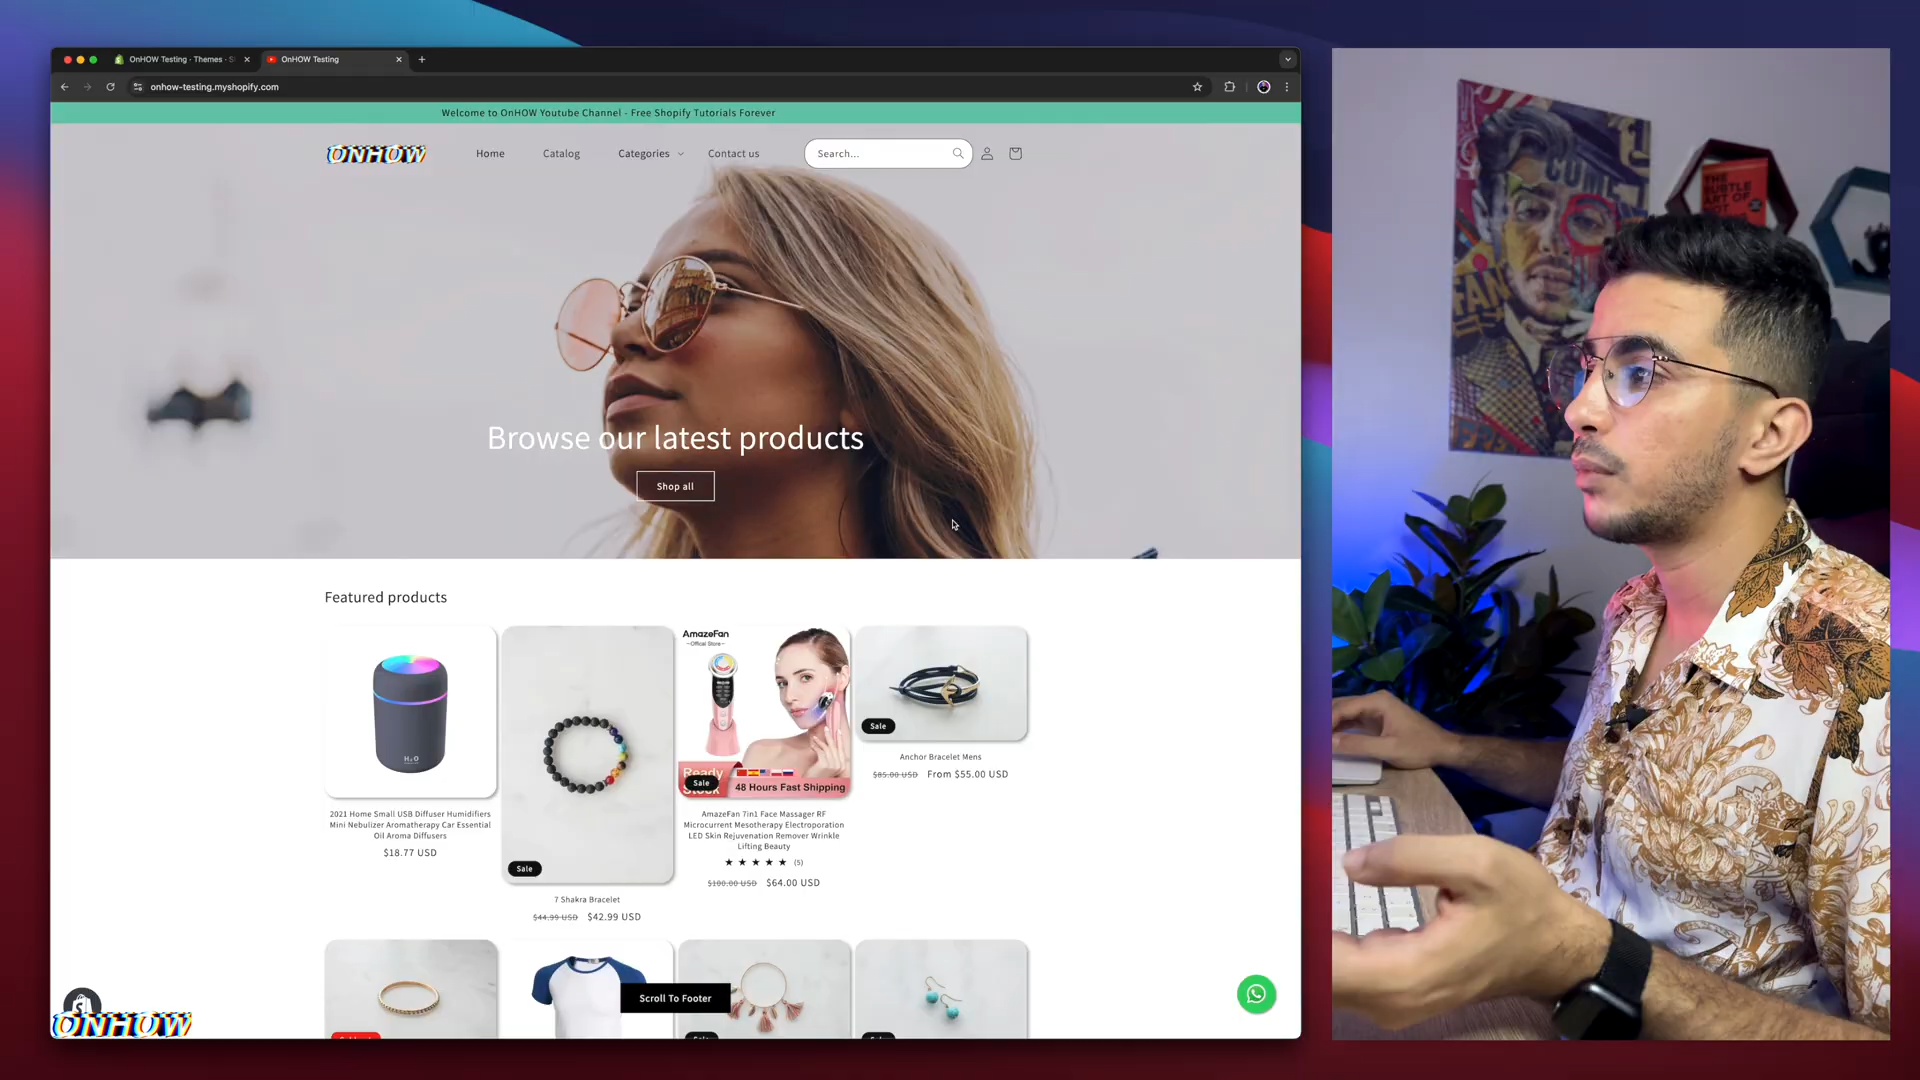 OnHOW Testing · Themes · S
OnHOW Testing
onhow-testing.myshopify.com
Welcome to OnHOW Youtube Channel - Free Shopify Tutorials Forever
ONHOW
Home
Catalog
Categories
Contact us
Search...
Browse our latest products
Shop all
Featured products
H2O
2021 Home Small USB Diffuser Humidifiers
Mini Nebulizer Aromatherapy Car Essential
Oil Aroma Diffusers
$18.77 USD
Sale
7 Shakra Bracelet
$44.99 USD $42.99 USD
AmazeFan
Official Store
Ready
Stock
Sale
48 Hours Fast Shipping
AmazeFan 7in1 Face Massager RF
Microcurrent Mesotherapy Electroporation
LED Skin Rejuvenation Remover Wrinkle
Lifting Beauty
★ ★ ★ ★ ★ (5)
$100.00 USD $64.00 USD
Sale
Anchor Bracelet Mens
$85.00 USD From $55.00 USD
Scroll To Footer
ONHOW
THE
SUBTLE
ART OF
NOT